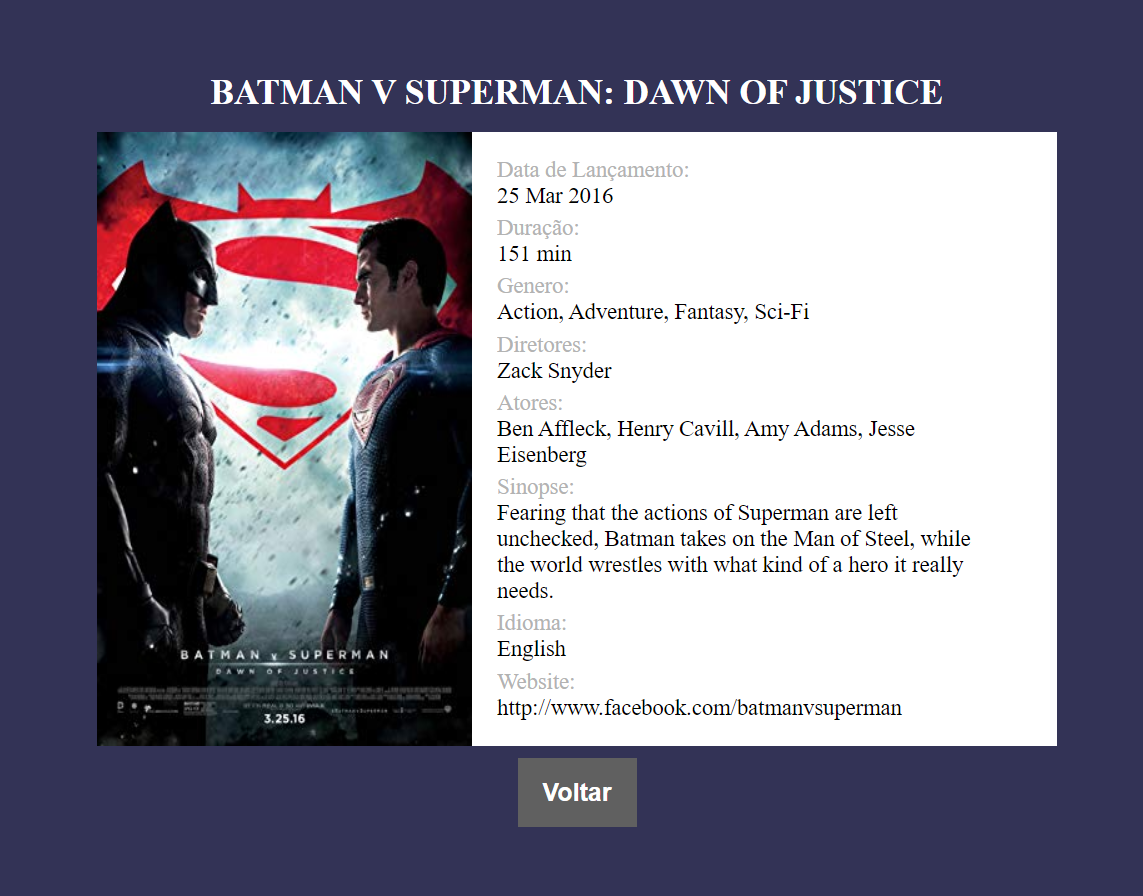 BATMAN V SUPERMAN: DAWN OF JUSTICE
Data de Lançamento:
25 Mar 2016
Duração:
151 min
Genero:
Action, Adventure, Fantasy, Sci-Fi
Diretores:
Zack Snyder
Atores:
Ben Affleck, Henry Cavill, Amy Adams, Jesse
Eisenberg
Sinopse:
Fearing that the actions of Superman are left
unchecked, Batman takes on the Man of Steel, while
the world wrestles with what kind of a hero it really
needs.
Idioma:
English
Website:
http://www.facebook.com/batmanvsuperman
BATMAN v SUPERMAN
DAWN OF JUSTICE
3.25.16
Voltar